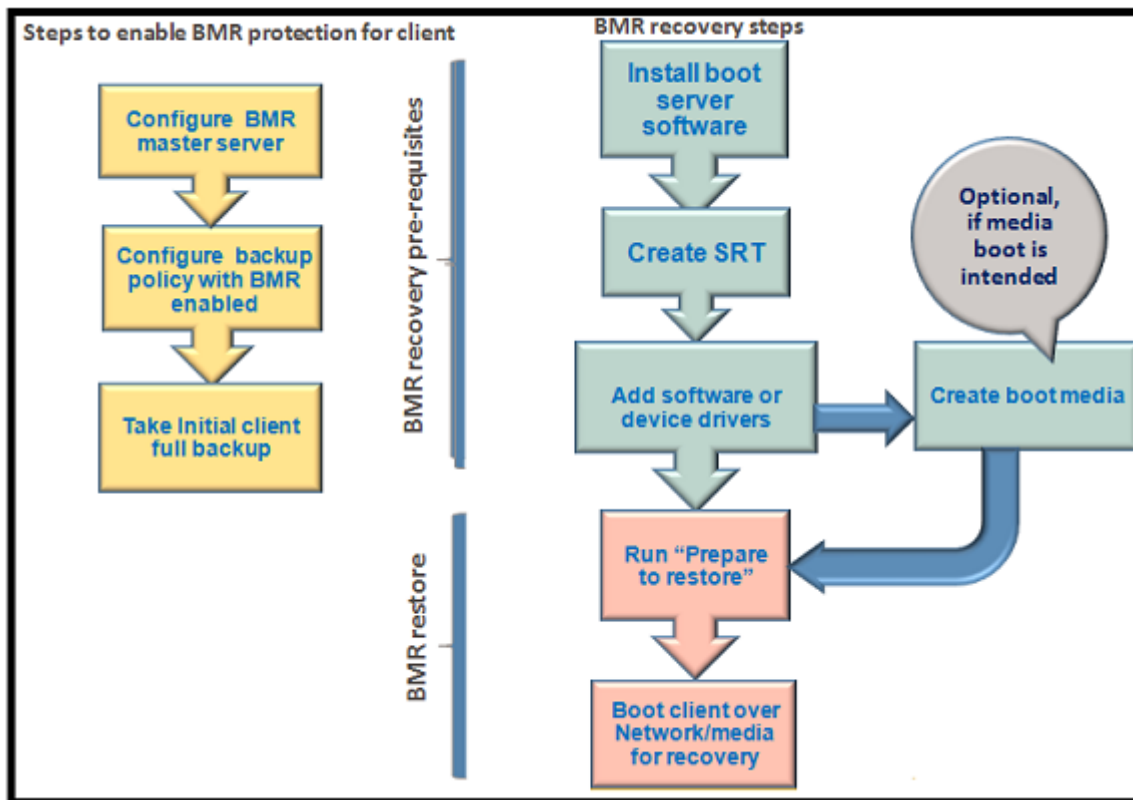 Steps to enable BMR protection for client
Configure BMR
master server
Configure backup
policy with BMR
enabled
Take Initial client
full backup
BMR recovery pre-requisites
BMR restore
BMR recovery steps
Install boot
server
software
Create SRT
Add software or
device drivers
Optional,
if media
boot is
intended
Create boot media
Run “Prepare
to restore”
Boot client over
Network/media
for recovery